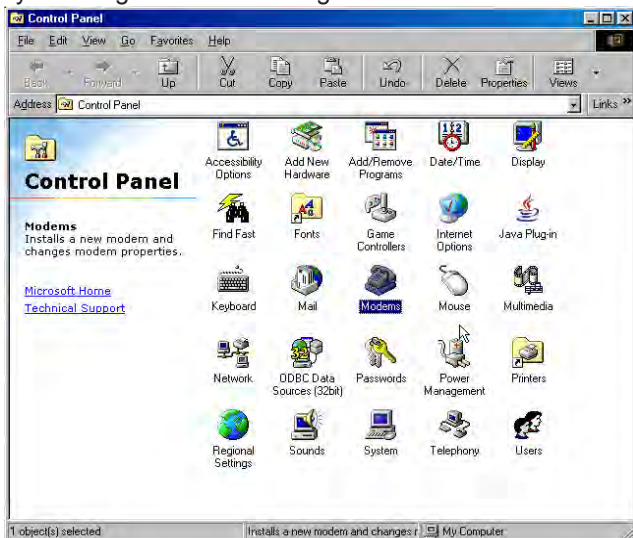 Control Panel
File Edit View Go Favorites Help
Back Forward Up Cut Copy Paste Undo Delete Properties Views
Address Control Panel Links »
Control Panel
Modems
Installs a new modem and
changes modem properties.
Microsoft Home
Technical Support
Accessibility
Options
Add New
Hardware
Add/Remove
Programs
Date/Time
Display
Find Fast
Fonts
Game
Controllers
Internet
Options
Java Plug-in
Keyboard
Mail
Modems
Mouse
Multimedia
Network
ODBC Data
Sources (32bit)
Passwords
Power
Management
Printers
Regional
Settings
Sounds
System
Telephony
Users
1 object(s) selected Installs a new modem and changes r My Computer